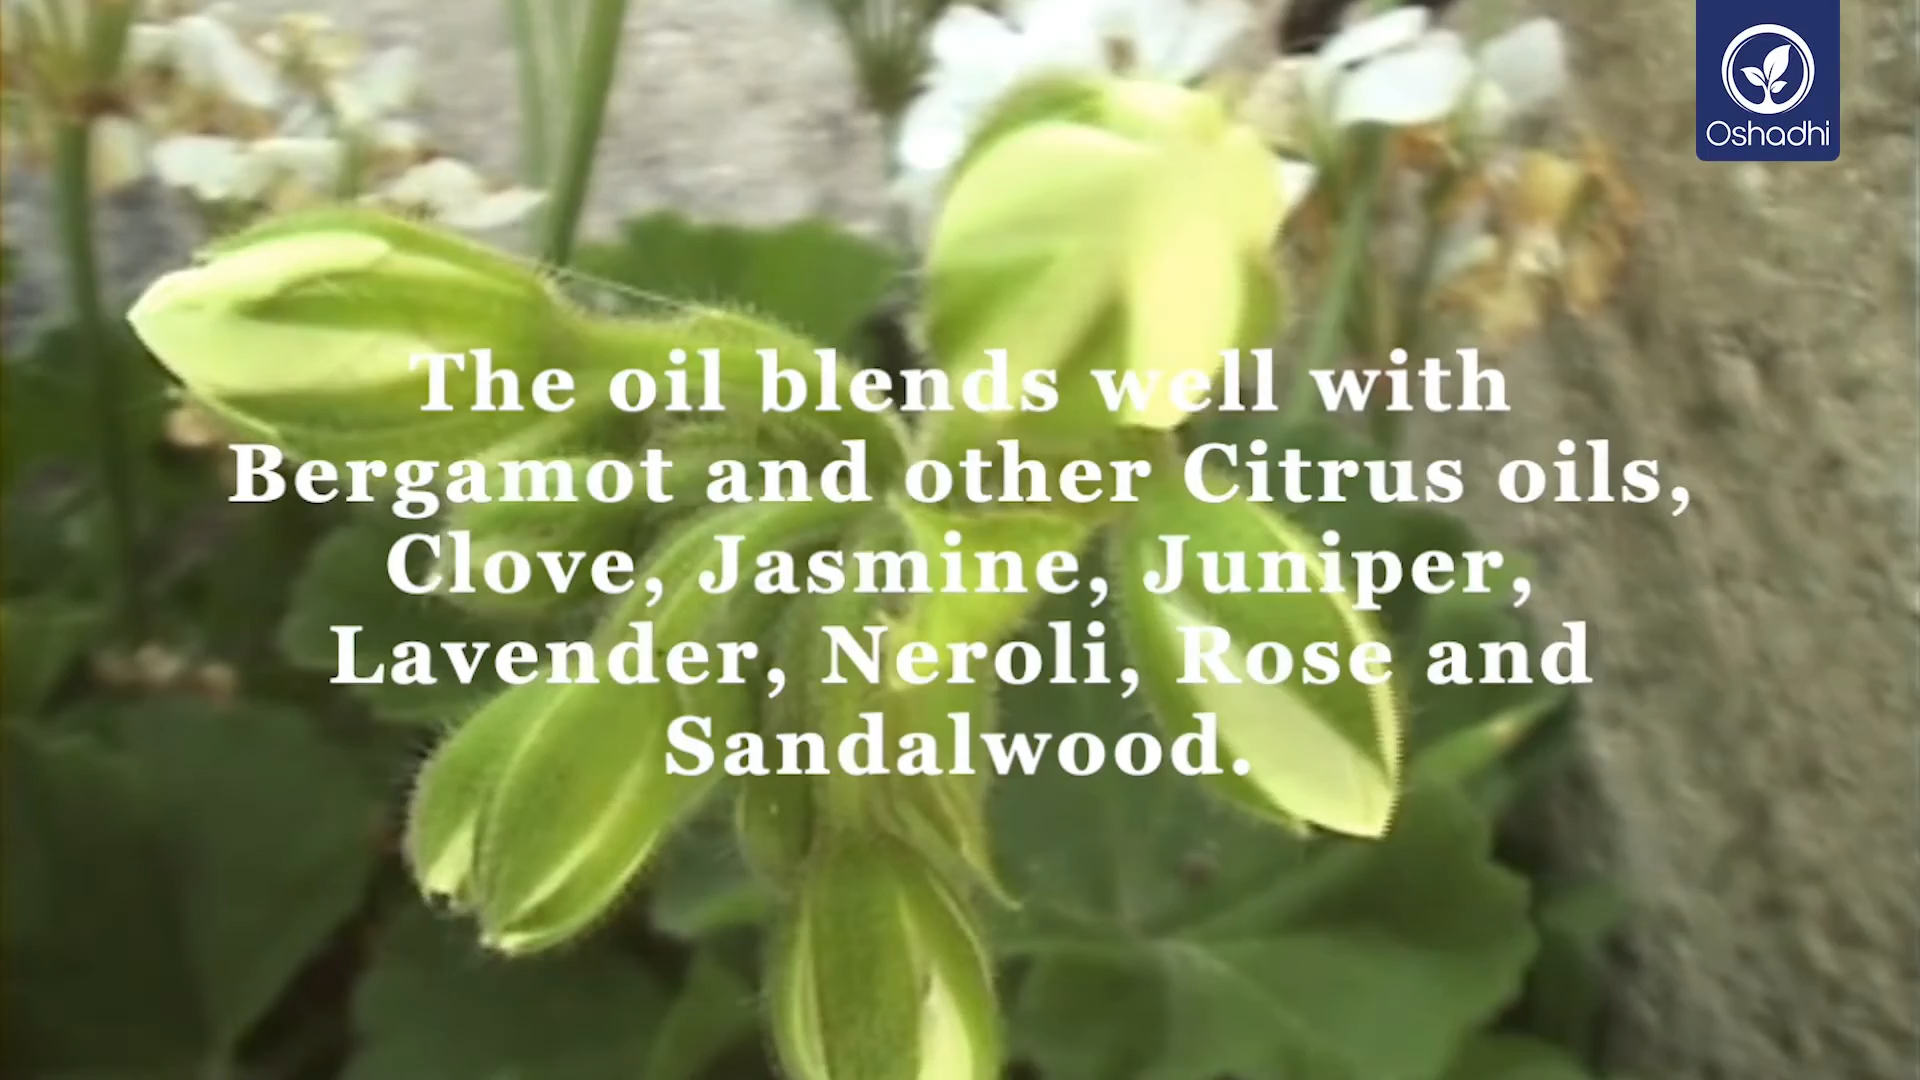 Oshadhi
The oil blends well with
Bergamot and other Citrus oils,
Clove, Jasmine, Juniper,
Lavender, Neroli, Rose and
Sandalwood.